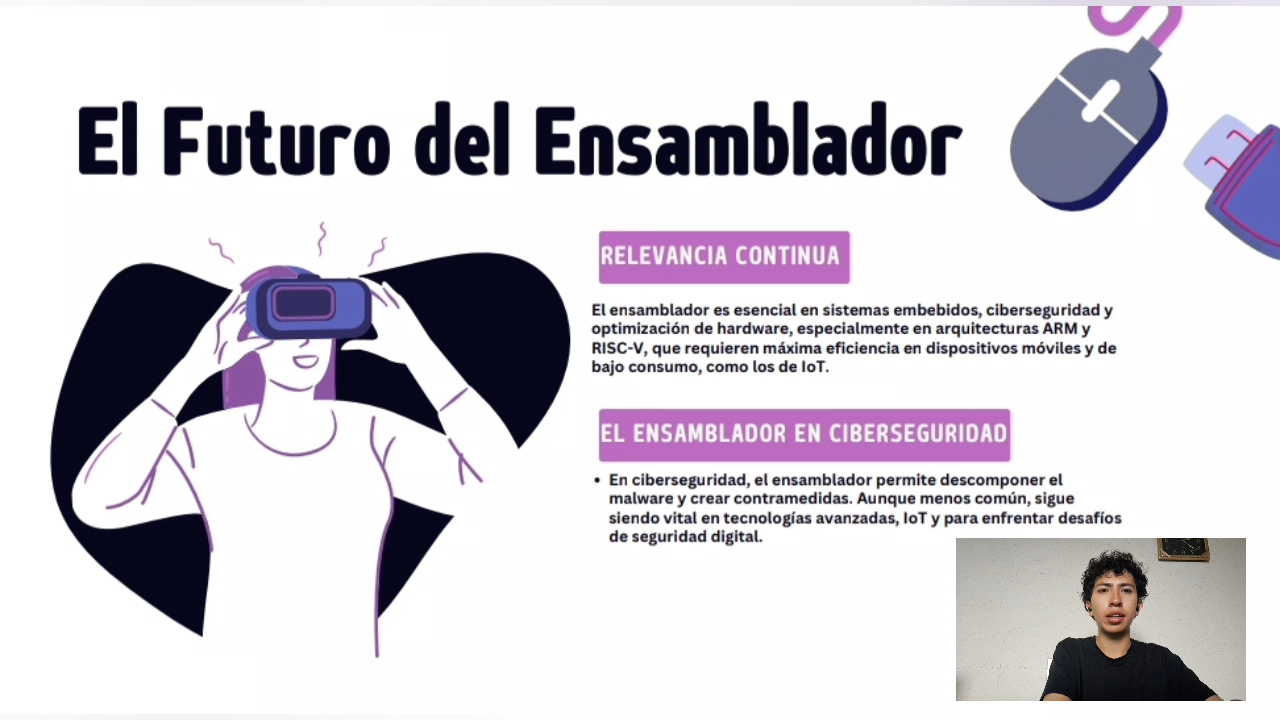 El Futuro del Ensamblador
RELEVANCIA CONTINUA
El ensamblador es esencial en sistemas embebidos, ciberseguridad y
optimización de hardware, especialmente en arquitecturas ARM y
RISC-V, que requieren máxima eficiencia en dispositivos móviles y de
bajo consumo, como los de IoT.
EL ENSAMBLADOR EN CIBERSEGURIDAD
• En ciberseguridad, el ensamblador permite descomponer el
malware y crear contramedidas. Aunque menos común, sigue
siendo vital en tecnologías avanzadas, IoT y para enfrentar desafíos
de seguridad digital.